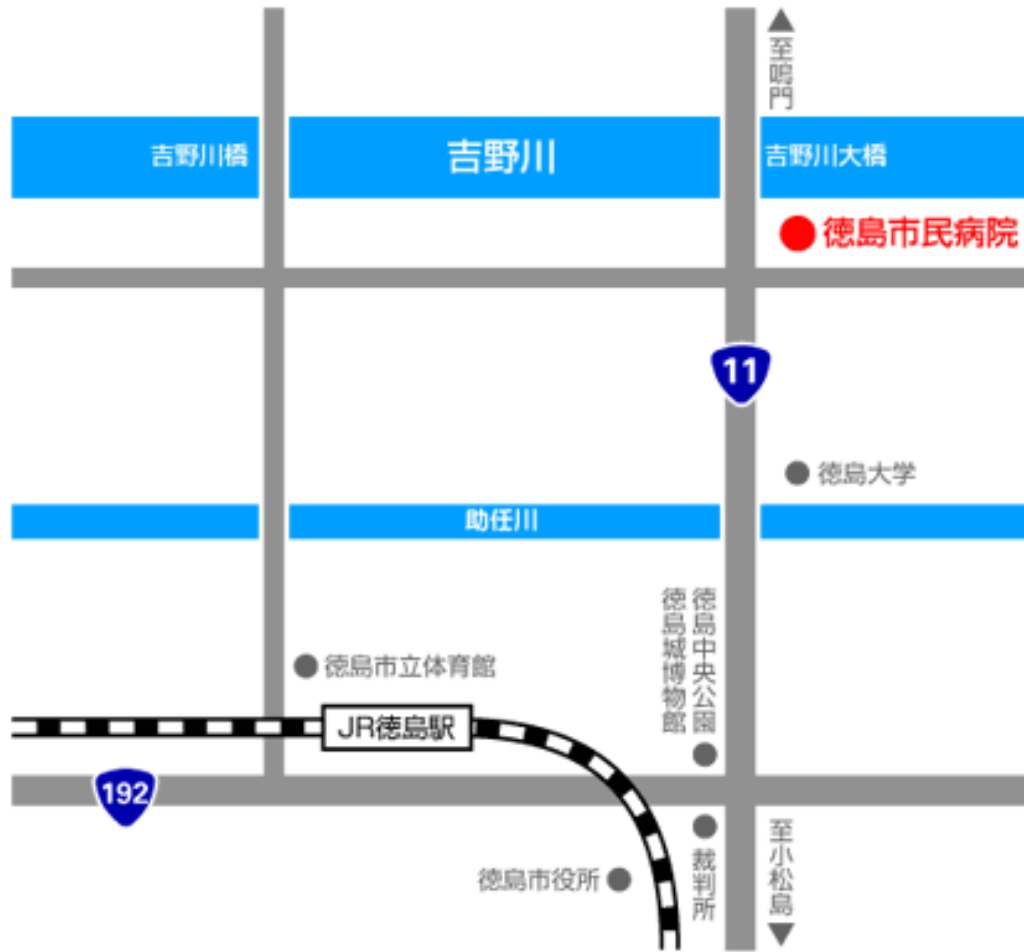 至鳴門
吉野川橋
吉野川
吉野川大橋
徳島市民病院
11
徳島大学
助任川
徳島中央公園
徳島城博物館
徳島市立体育館
JR徳島駅
192
徳島市役所
裁判所
至小松島